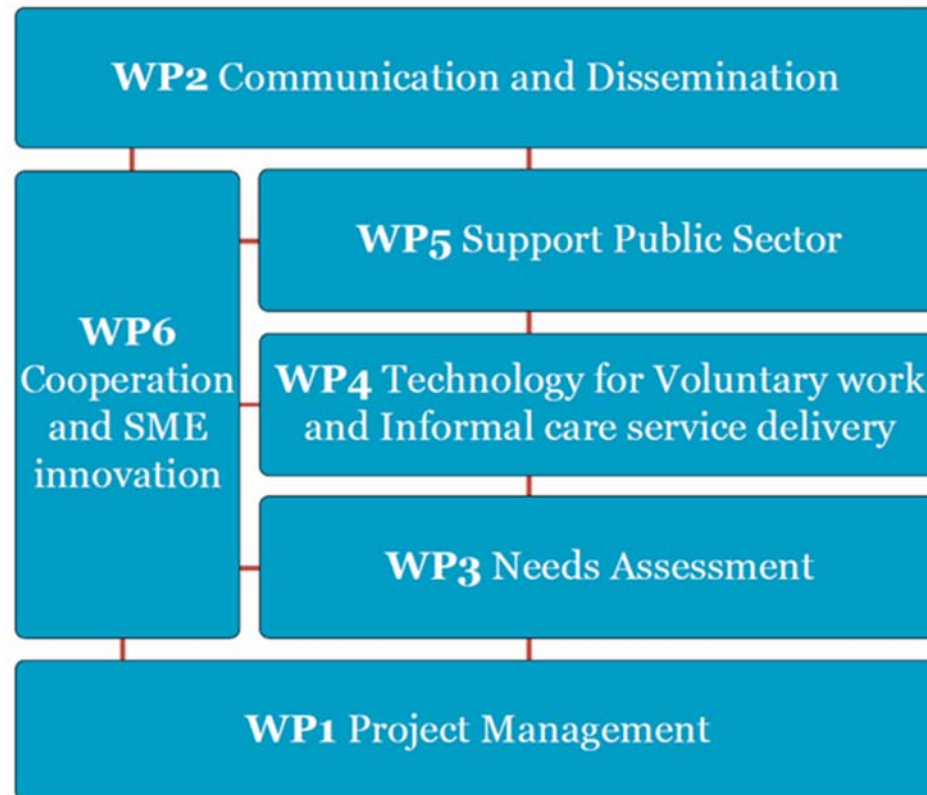 WP2 Communication and Dissemination
WP5 Support Public Sector
WP6
Cooperation
and SME
innovation
WP4 Technology for Voluntary work
and Informal care service delivery
WP3 Needs Assessment
WP1 Project Management